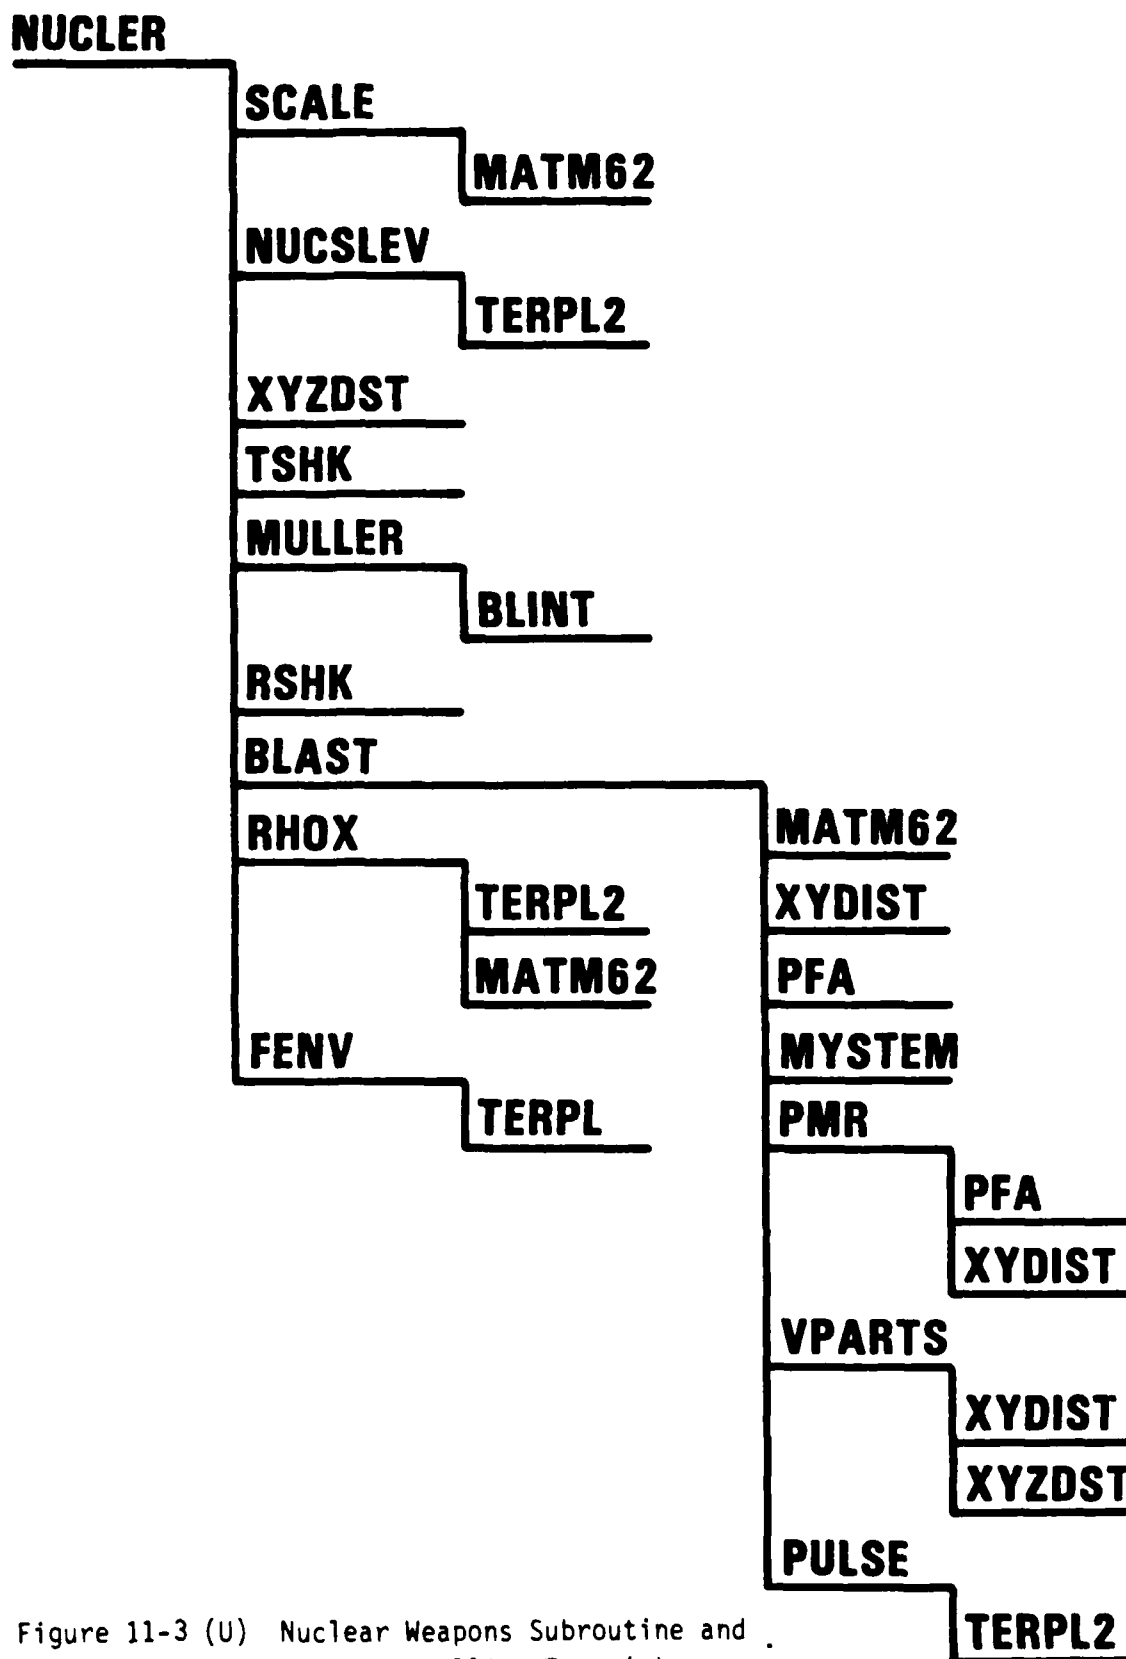 NUCLER
SCALE
MATM62
NUCSLEV
TERPL2
XYZDST
TSHK
MULLER
BLINT
RSHK
BLAST
RHOX
TERPL2
MATM62
FENV
TERPL
MATM62
XYDIST
PFA
MYSTEM
PMR
PFA
XYDIST
VPARTS
XYDIST
XYZDST
PULSE
TERPL2
Figure 11-3 (U) Nuclear Weapons Subroutine and